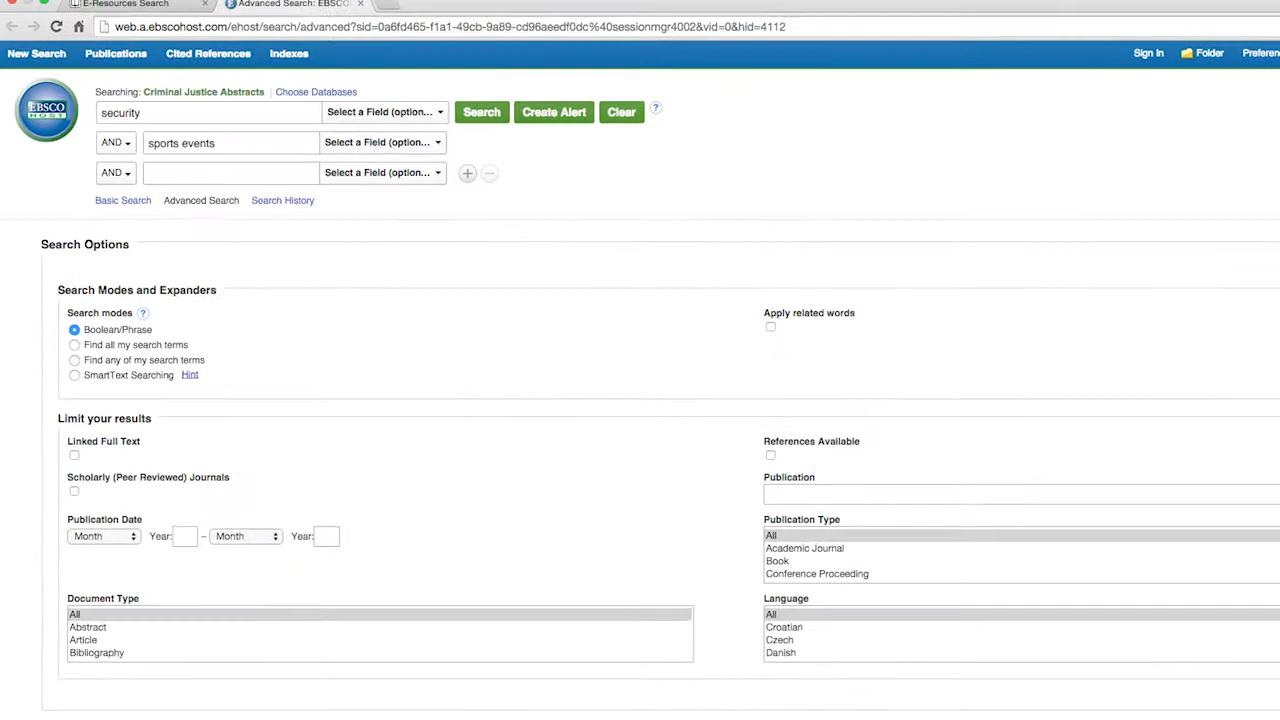 E-Resources Search × Advanced Search: EBSCO ×
web.a.ebscohost.com/ehost/search/advanced?sid=0a6fd465-f1a1-49cb-9a89-cd96aeedf0dc%40sessionmgr4002&vid=0&hid=4112
New Search Publications Cited References Indexes Sign In Folder Preferen
Searching: Criminal Justice Abstracts | Choose Databases
EBSCO
HOST
security Select a Field (option... Search Create Alert Clear ?
AND sports events Select a Field (option...
AND Select a Field (option...
Basic Search Advanced Search Search History
Search Options
Search Modes and Expanders
Search modes ? Apply related words
Boolean/Phrase
Find all my search terms
Find any of my search terms
SmartText Searching Hint
Limit your results
Linked Full Text References Available
Scholarly (Peer Reviewed) Journals Publication
Publication Date Publication Type
Month Year: – Month Year: All
Academic Journal
Book
Conference Proceeding
Document Type Language
All All
Abstract Croatian
Article Czech
Bibliography Danish